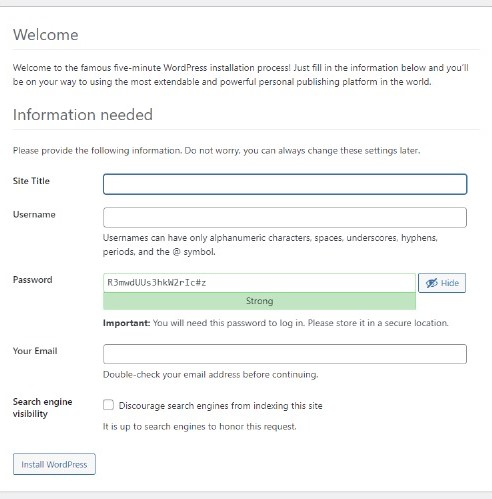 Welcome
Welcome to the famous five-minute WordPress installation process! Just fill in the information below and you'll
be on your way to using the most extendable and powerful personal publishing platform in the world.
Information needed
Please provide the following information. Do not worry, you can always change these settings later.
Site Title
Username
Usernames can have only alphanumeric characters, spaces, underscores, hyphens,
periods, and the @ symbol.
Password
R3mwdUUs3hkW2rIc#z
Hide
Strong
Important: You will need this password to log in. Please store it in a secure location.
Your Email
Double-check your email address before continuing.
Search engine
visibility
Discourage search engines from indexing this site
It is up to search engines to honor this request.
Install WordPress